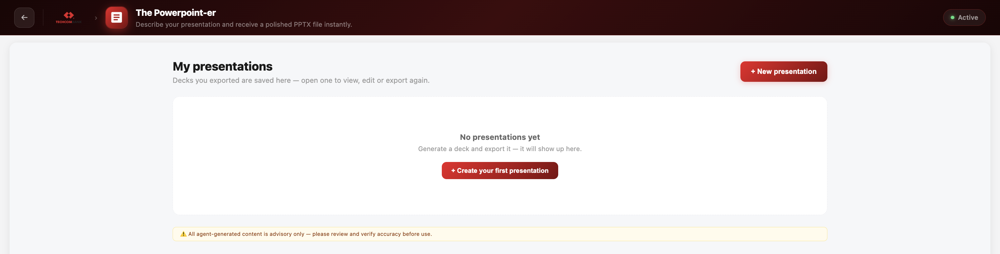 TECHCOMBANK
The Powerpoint-er
Describe your presentation and receive a polished PPTX file instantly.
Active
My presentations
Decks you exported are saved here — open one to view, edit or export again.
+ New presentation
No presentations yet
Generate a deck and export it — it will show up here.
+ Create your first presentation
All agent-generated content is advisory only — please review and verify accuracy before use.